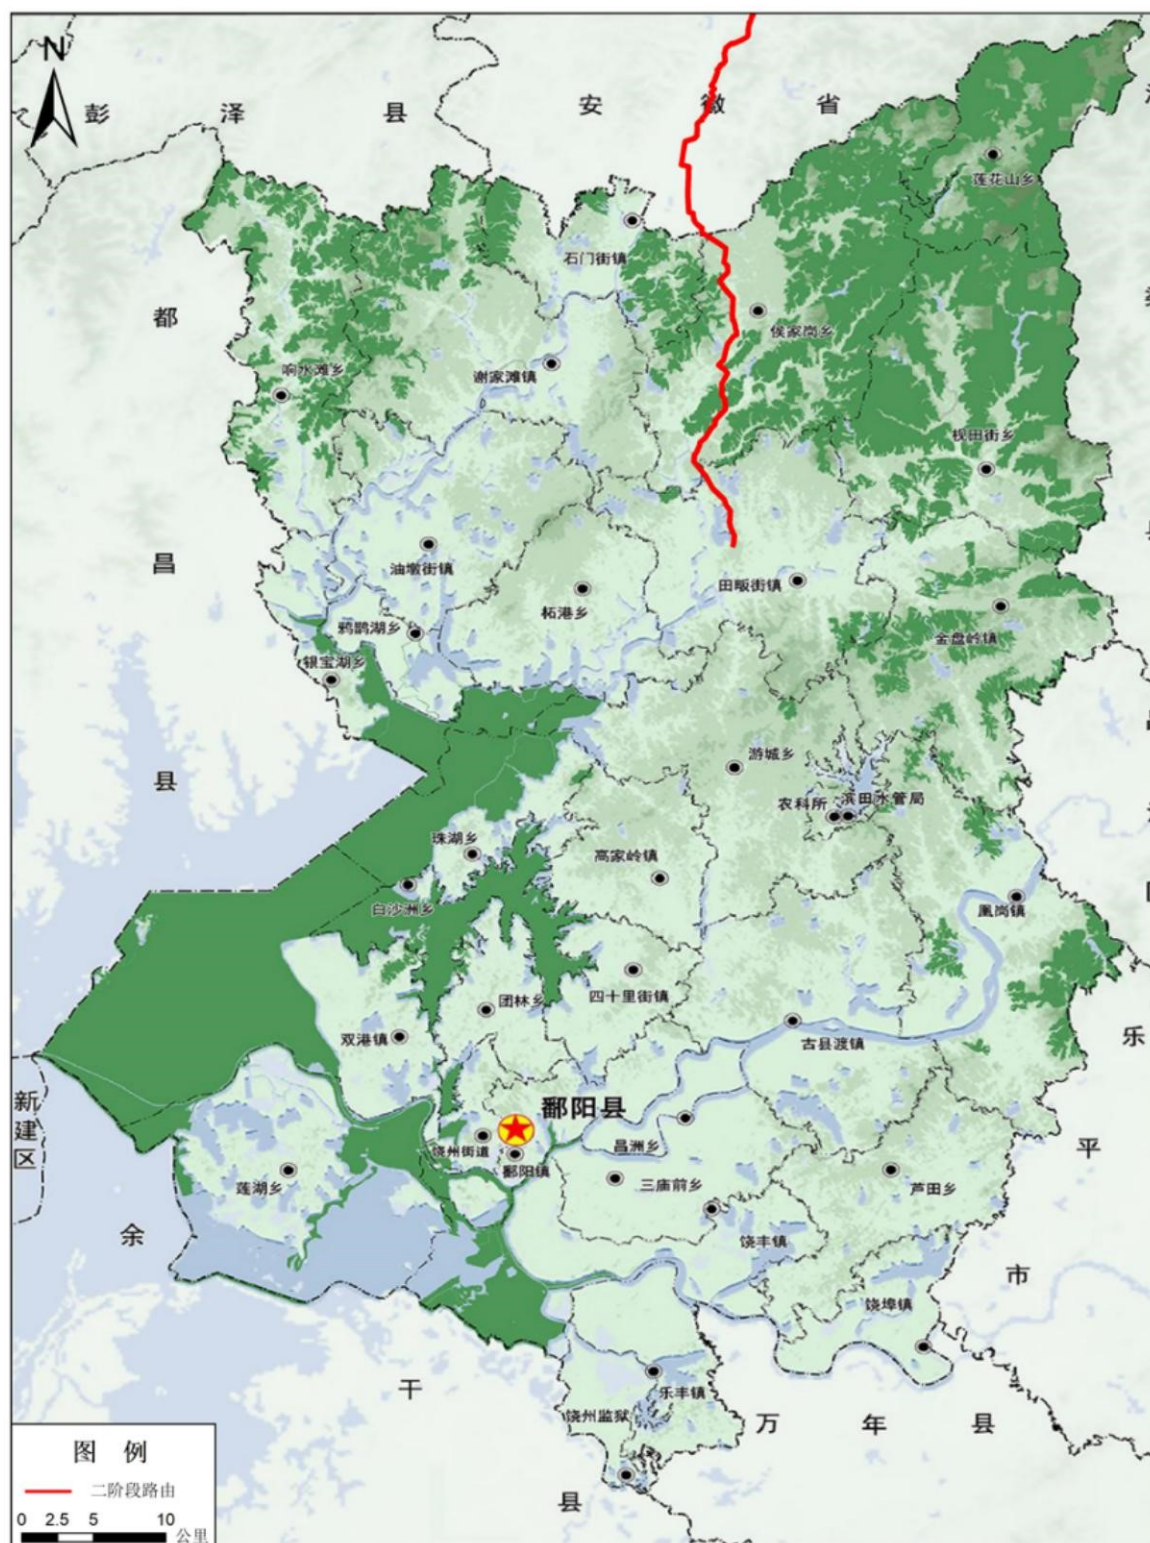 N
彭泽县
安徽省
莲花山乡
石门街镇
都昌县
侯家岗乡
响水滩乡
谢家滩镇
枧田街乡
油墩街镇
田畈街镇
柘港乡
鸦鹊湖乡
金盘岭镇
银宝湖乡
游城乡
农科所
滨田水管局
珠湖乡
高家岭镇
白沙洲乡
凰岗镇
团林乡
四十里街镇
双港镇
古县渡镇
乐平市
新建区
鄱阳县
饶州街道
昌洲乡
鄱阳镇
莲湖乡
三庙前乡
芦田乡
余干县
饶丰镇
饶埠镇
乐丰镇
饶州监狱
万年县
图 例
二阶段路由
0 2.5 5 10
公里